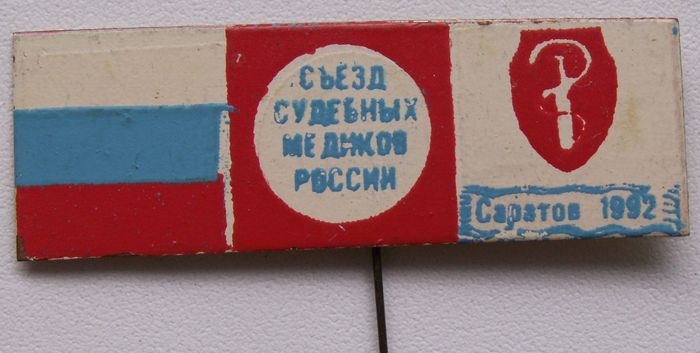 СЪЕЗД
СУДЕБНЫХ
МЕДИКОВ
РОССИИ
Саратов 1992